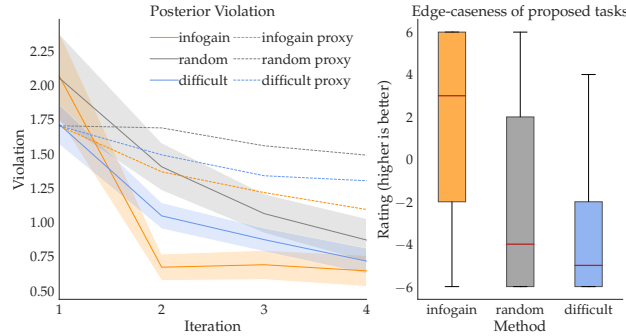 Posterior Violation
infogain
random
difficult
infogain proxy
random proxy
difficult proxy
2.25
2.00
1.75
1.50
1.25
1.00
0.75
0.50
Violation
1
2
3
4
Iteration
Edge-caseness of proposed tasks
6
4
2
0
−2
−4
−6
Rating (higher is better)
infogain
random
difficult
Method